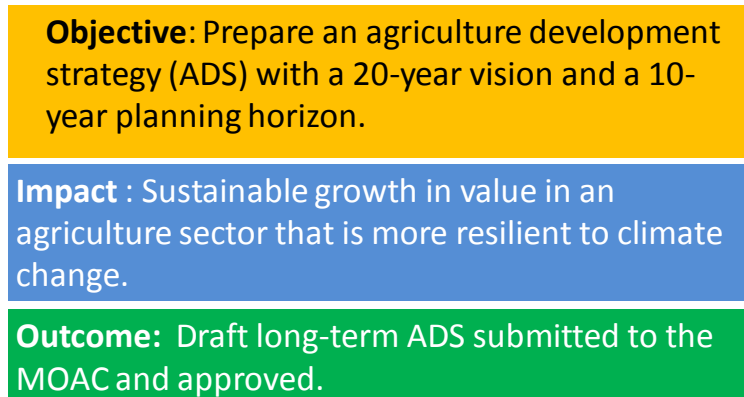 Objective: Prepare an agriculture development
strategy (ADS) with a 20-year vision and a 10-
year planning horizon.
Impact : Sustainable growth in value in an
agriculture sector that is more resilient to climate
change.
Outcome: Draft long-term ADS submitted to the
MOAC and approved.